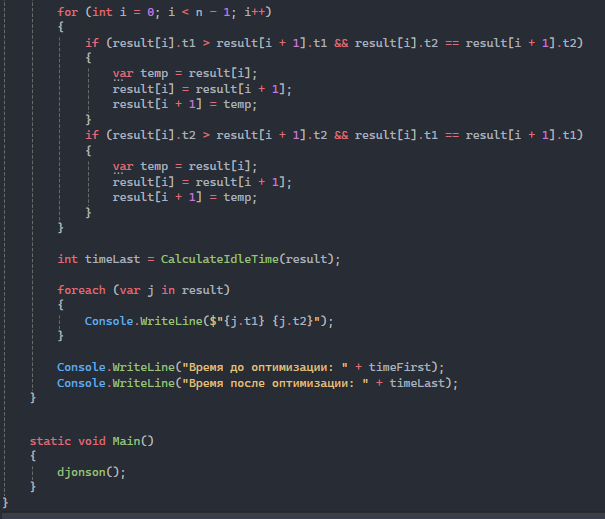 for (int i = 0; i < n - 1; i++)
{
if (result[i].t1 > result[i + 1].t1 && result[i].t2 == result[i + 1].t2)
{
var temp = result[i];
result[i] = result[i + 1];
result[i + 1] = temp;
}
if (result[i].t2 > result[i + 1].t2 && result[i].t1 == result[i + 1].t1)
{
var temp = result[i];
result[i] = result[i + 1];
result[i + 1] = temp;
}
}
int timeLast = CalculateIdleTime(result);
foreach (var j in result)
{
Console.WriteLine($"{j.t1} {j.t2}");
}
Console.WriteLine("Время до оптимизации: " + timeFirst);
Console.WriteLine("Время после оптимизации: " + timeLast);
}
static void Main()
{
djonson();
}
}